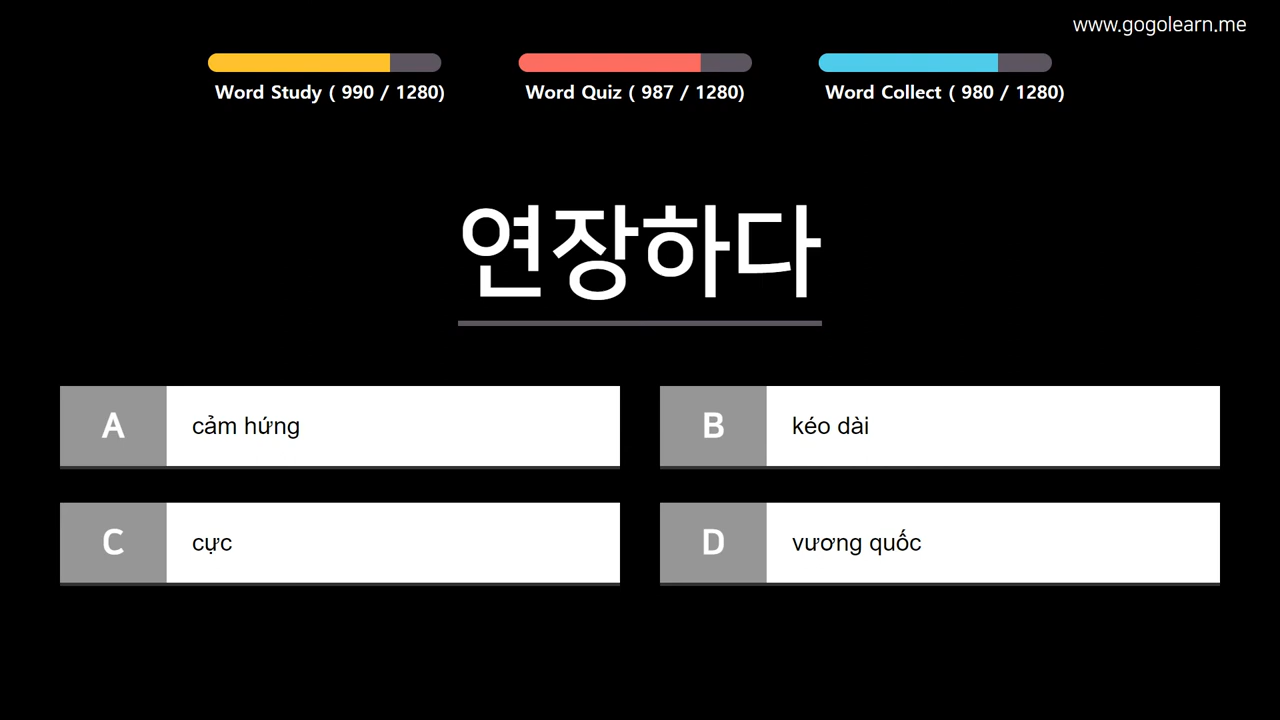 www.gogolearn.me
Word Study ( 990 / 1280)
Word Quiz ( 987 / 1280)
Word Collect ( 980 / 1280)
연장하다
A cảm hứng
B kéo dài
C cực
D vương quốc